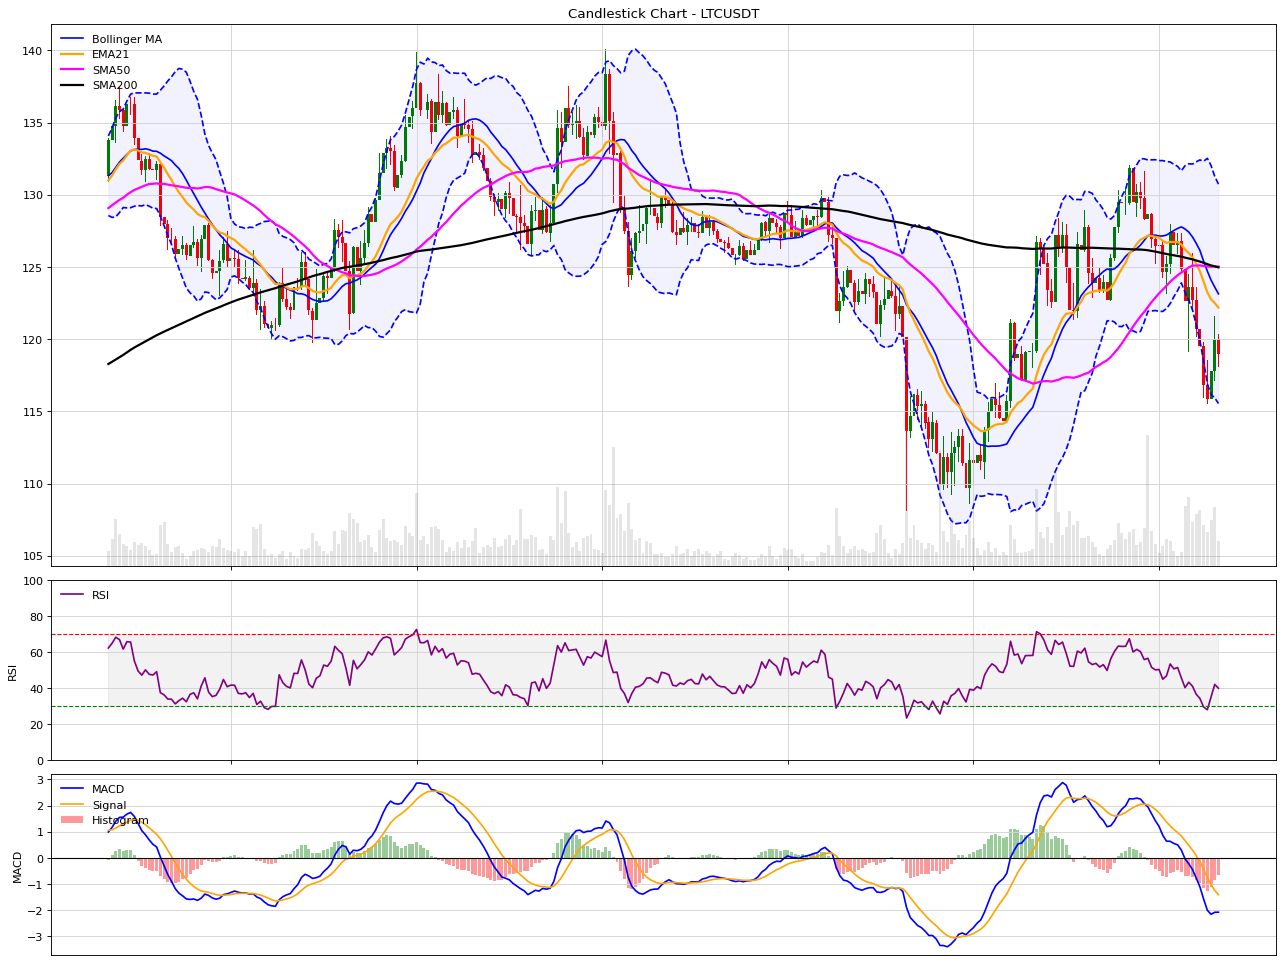 Candlestick Chart - LTCUSDT
Bollinger MA
EMA21
SMA50
SMA200
140
135
130
125
120
115
110
105
RSI
RSI
100
80
60
40
20
0
MACD
Signal
Histogram
MACD
3
2
1
0
−1
−2
−3